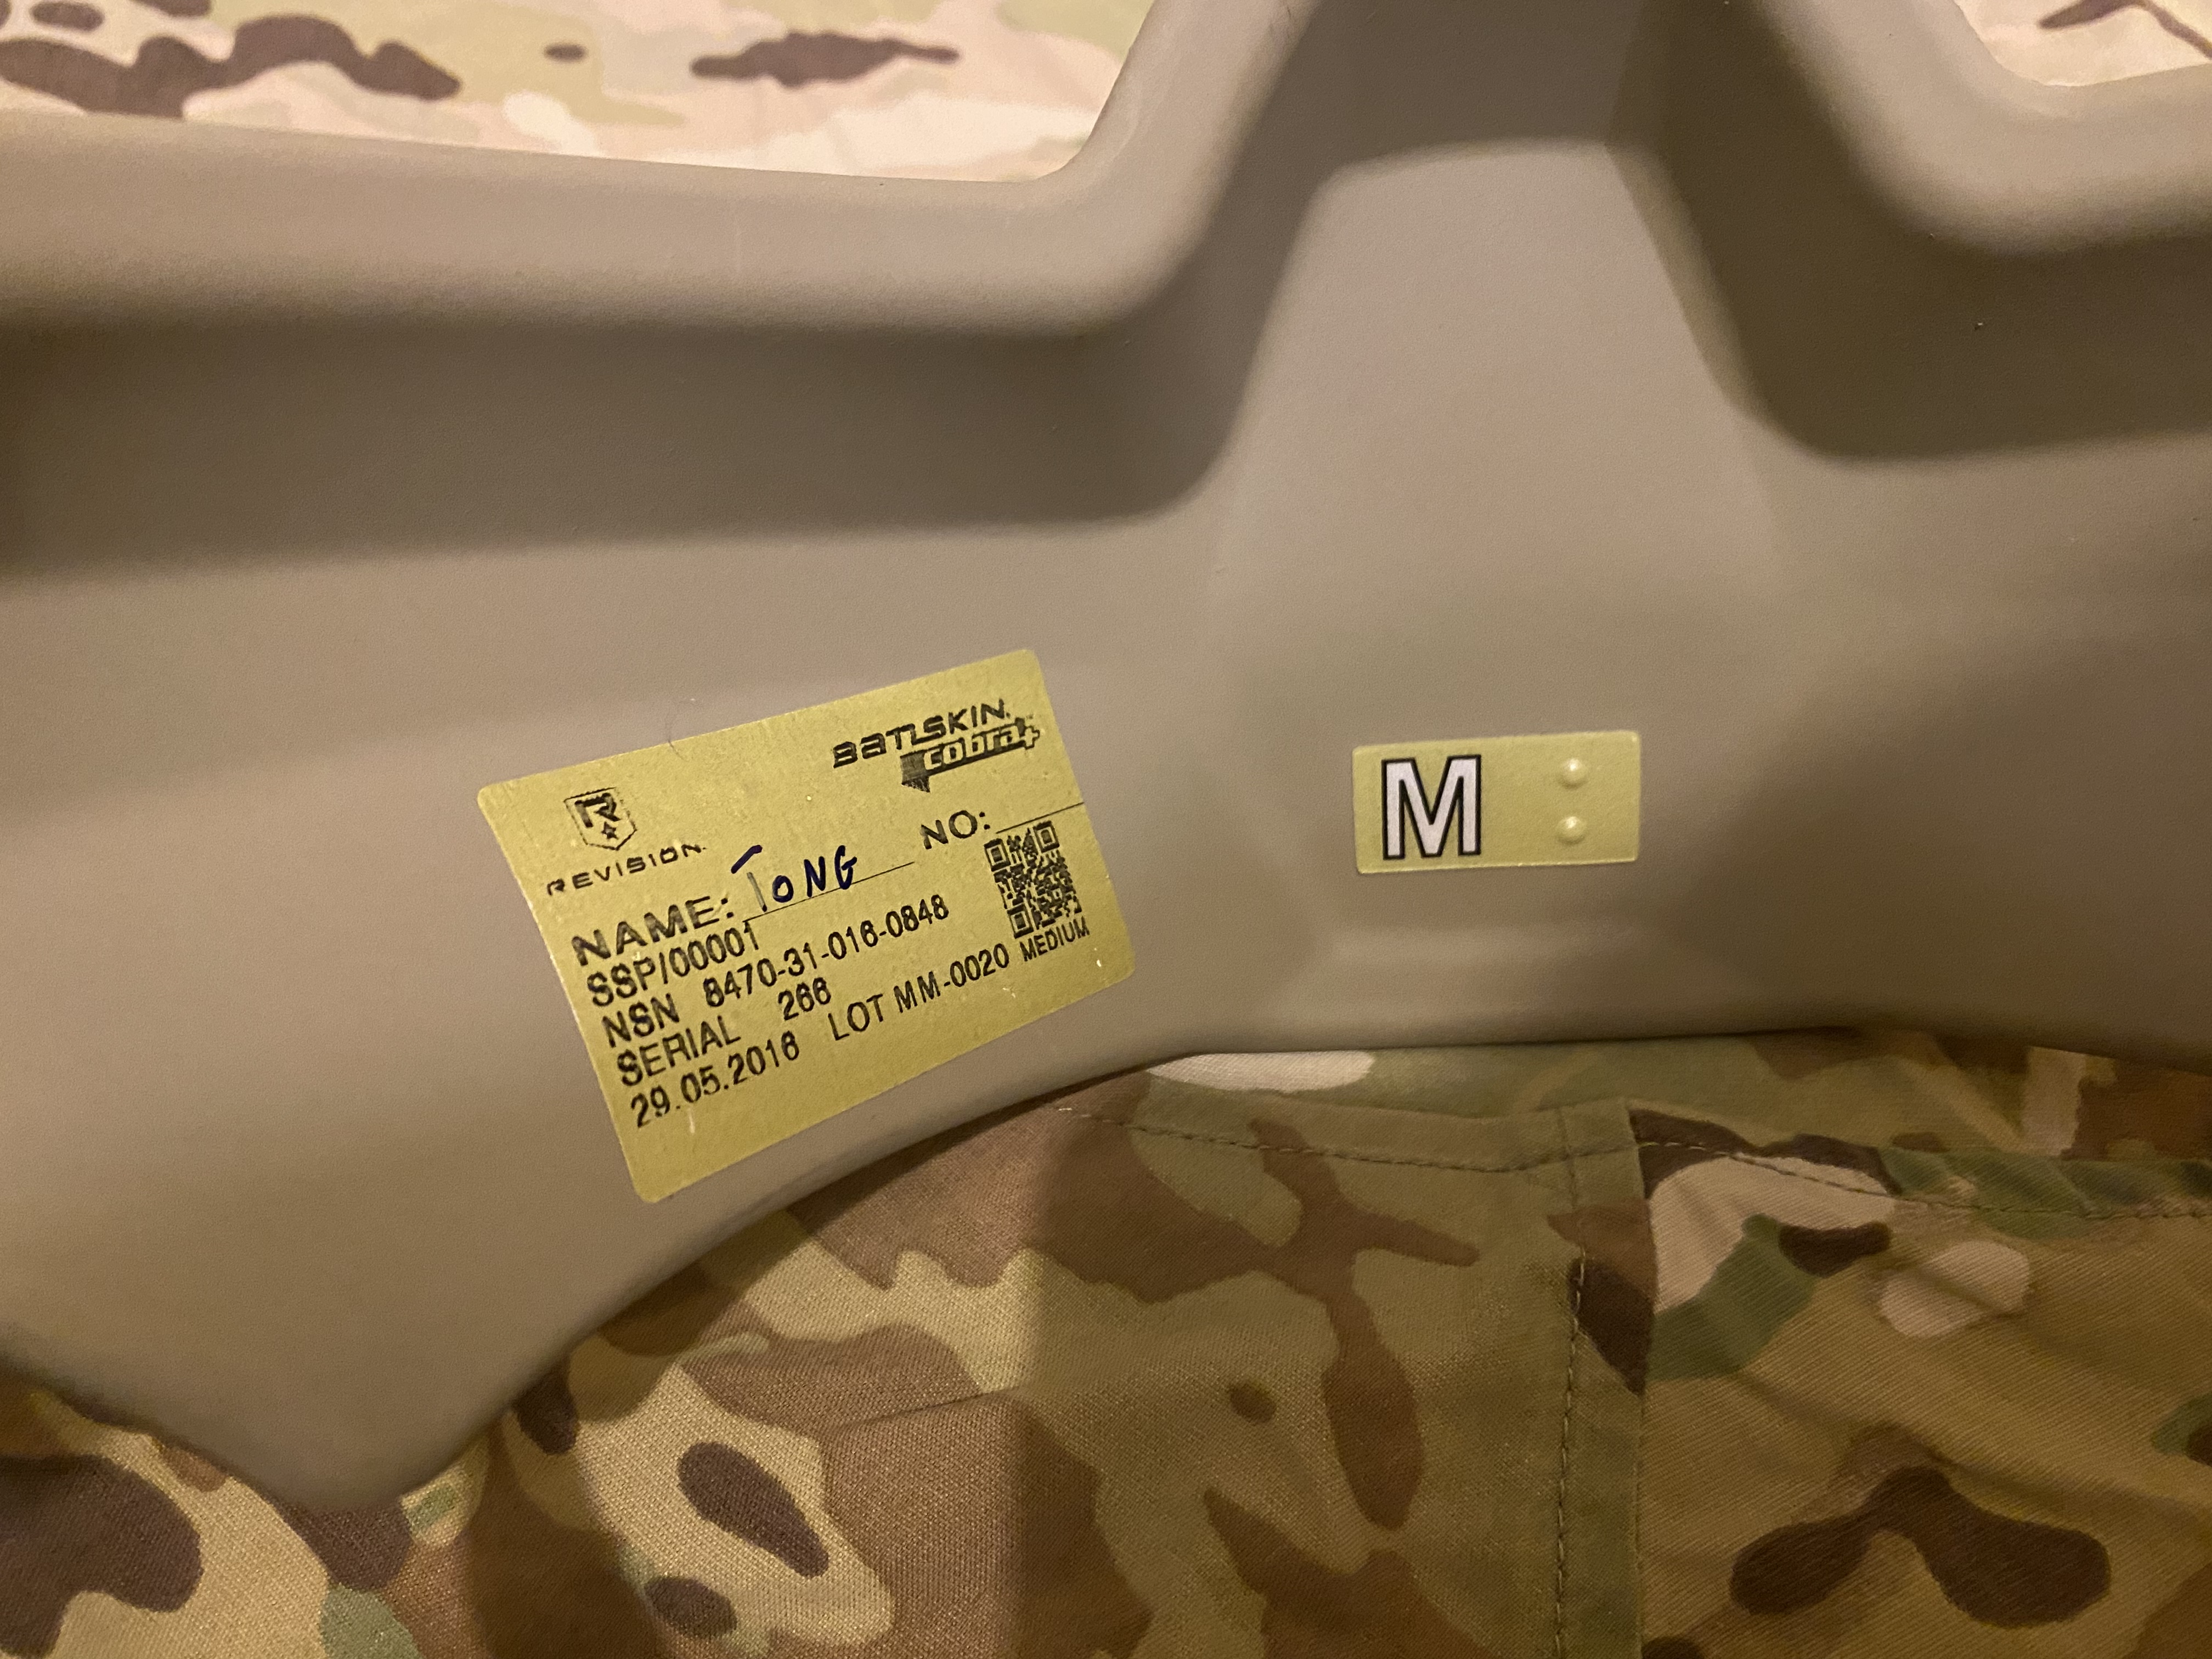 BATLSKIN
cobra+
REVISION
NAME: TONG NO:
SSP/00001
NSN 8470-31-016-0848
SERIAL 266
29.05.2016 LOT MM-0020 MEDIUM
M